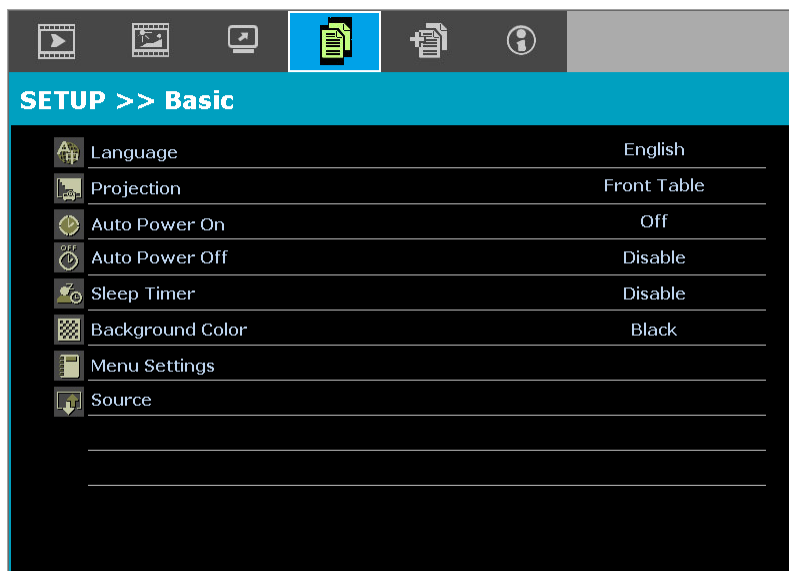 SETUP >> Basic
Language English
Projection Front Table
Auto Power On Off
Auto Power Off Disable
Sleep Timer Disable
Background Color Black
Menu Settings
Source